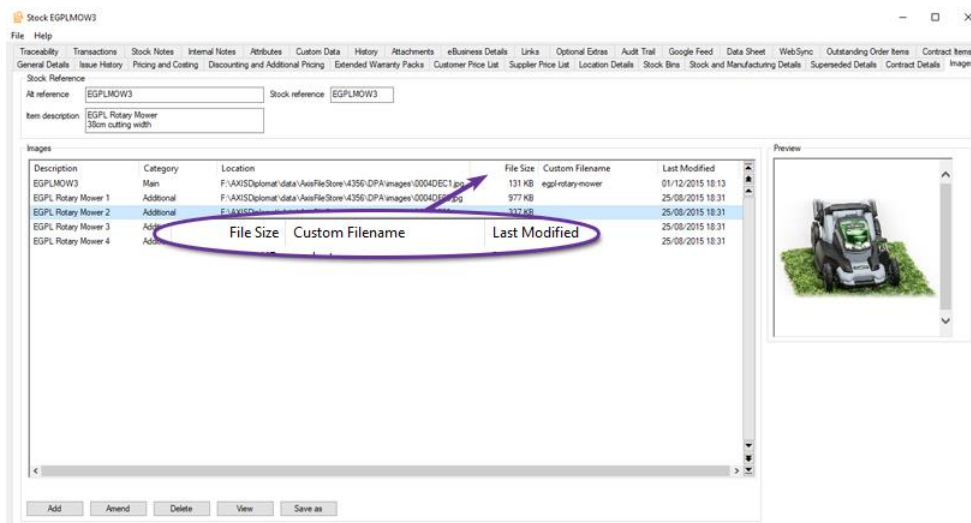 Stock EGPLMOW3
File Help
Traceability Transactions Stock Notes Internal Notes Attributes Custom Data History Attachments eBusiness Details Links Optional Extras Audit Trail Google Feed Data Sheet WebSync Outstanding Order Items Contract Items
General Details Issue History Pricing and Costing Discounting and Additional Pricing Extended Warranty Packs Customer Price List Supplier Price List Location Details Stock Bins Stock and Manufacturing Details Superseded Details Contract Details Images
Stock Reference
Alt reference EGPLMOW3 Stock reference EGPLMOW3
Item description EGPL Rotary Mower
38cm cutting width
Images Preview
Description Category Location File Size Custom Filename Last Modified
EGPLMOW3 Main F:\AXISDiplomat\data\AxisFileStore\4356\DPA\images\0004DEC1.jpg 131 KB egpl-rotary-mower 01/12/2015 18:13
EGPL Rotary Mower 1 Additional 977 KB 25/08/2015 18:31
EGPL Rotary Mower 2 Additional 337 KB 25/08/2015 18:31
EGPL Rotary Mower 3 25/08/2015 18:31
EGPL Rotary Mower 4 25/08/2015 18:31
File Size Custom Filename Last Modified
Add Amend Delete View Save as